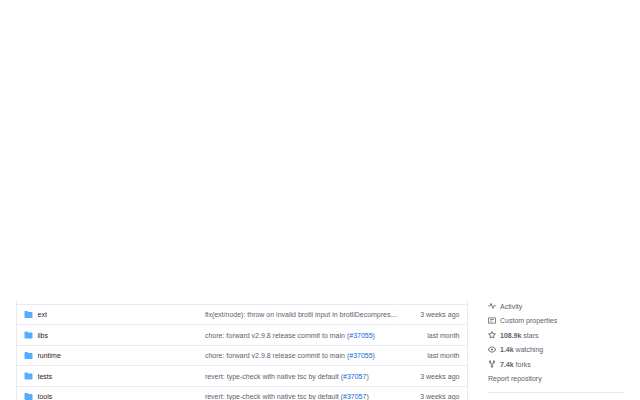 ext fix(ext/node): throw on invalid brotli input in brotliDecompres... 3 weeks ago
libs chore: forward v2.9.8 release commit to main (#37055) last month
runtime chore: forward v2.9.8 release commit to main (#37055) last month
tests revert: type-check with native tsc by default (#37057) 3 weeks ago
tools revert: type-check with native tsc by default (#37057) 3 weeks ago
Activity
Custom properties
108.9k stars
1.4k watching
7.4k forks
Report repository